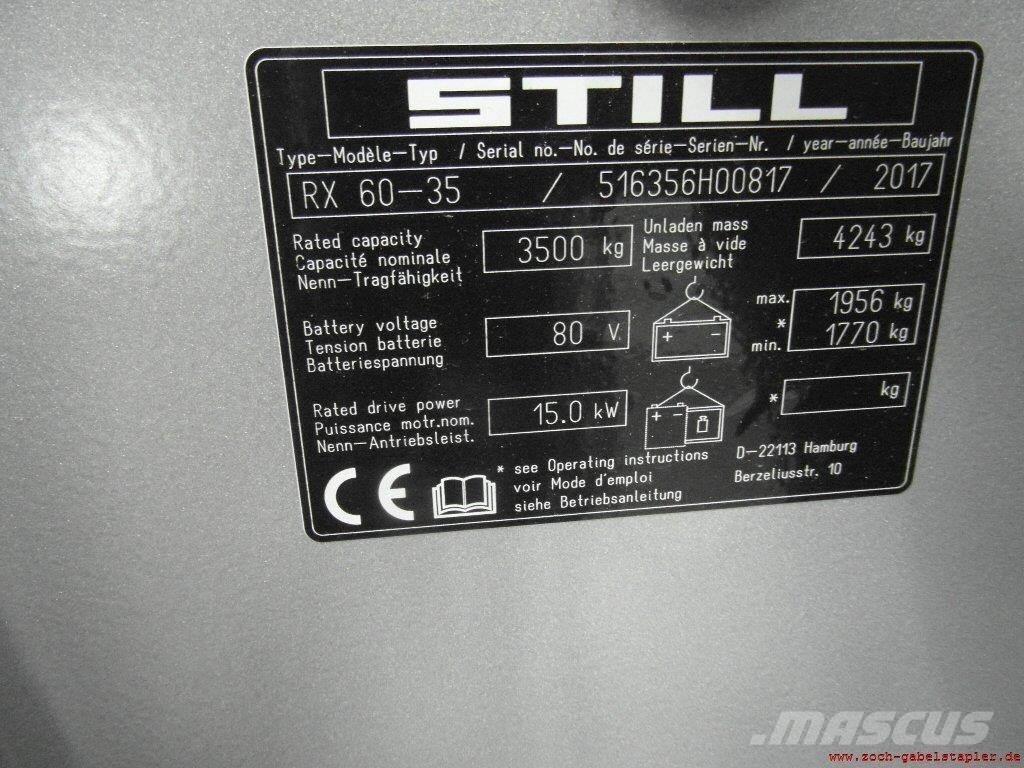 STILL
Type-Modèle-Typ / Serial no.-No. de série-Serien-Nr. / year-année-Baujahr
RX 60-35 / 516356H00817 / 2017
Rated capacity
Capacité nominale
Nenn-Tragfähigkeit
3500 kg
Unladen mass
Masse à vide
Leergewicht
4243 kg
Battery voltage
Tension batterie
Batteriespannung
80 V.
+ -
max. 1956 kg
*
min. 1770 kg
Rated drive power
Puissance motr.nom.
Nenn-Antriebsleist.
15.0 kW
+ -
* kg
CE
* see Operating instructions
voir Mode d'emploi
siehe Betriebsanleitung
D-22113 Hamburg
Berzeliusstr. 10
MASCUS
www.zoch-gabelstapler.de